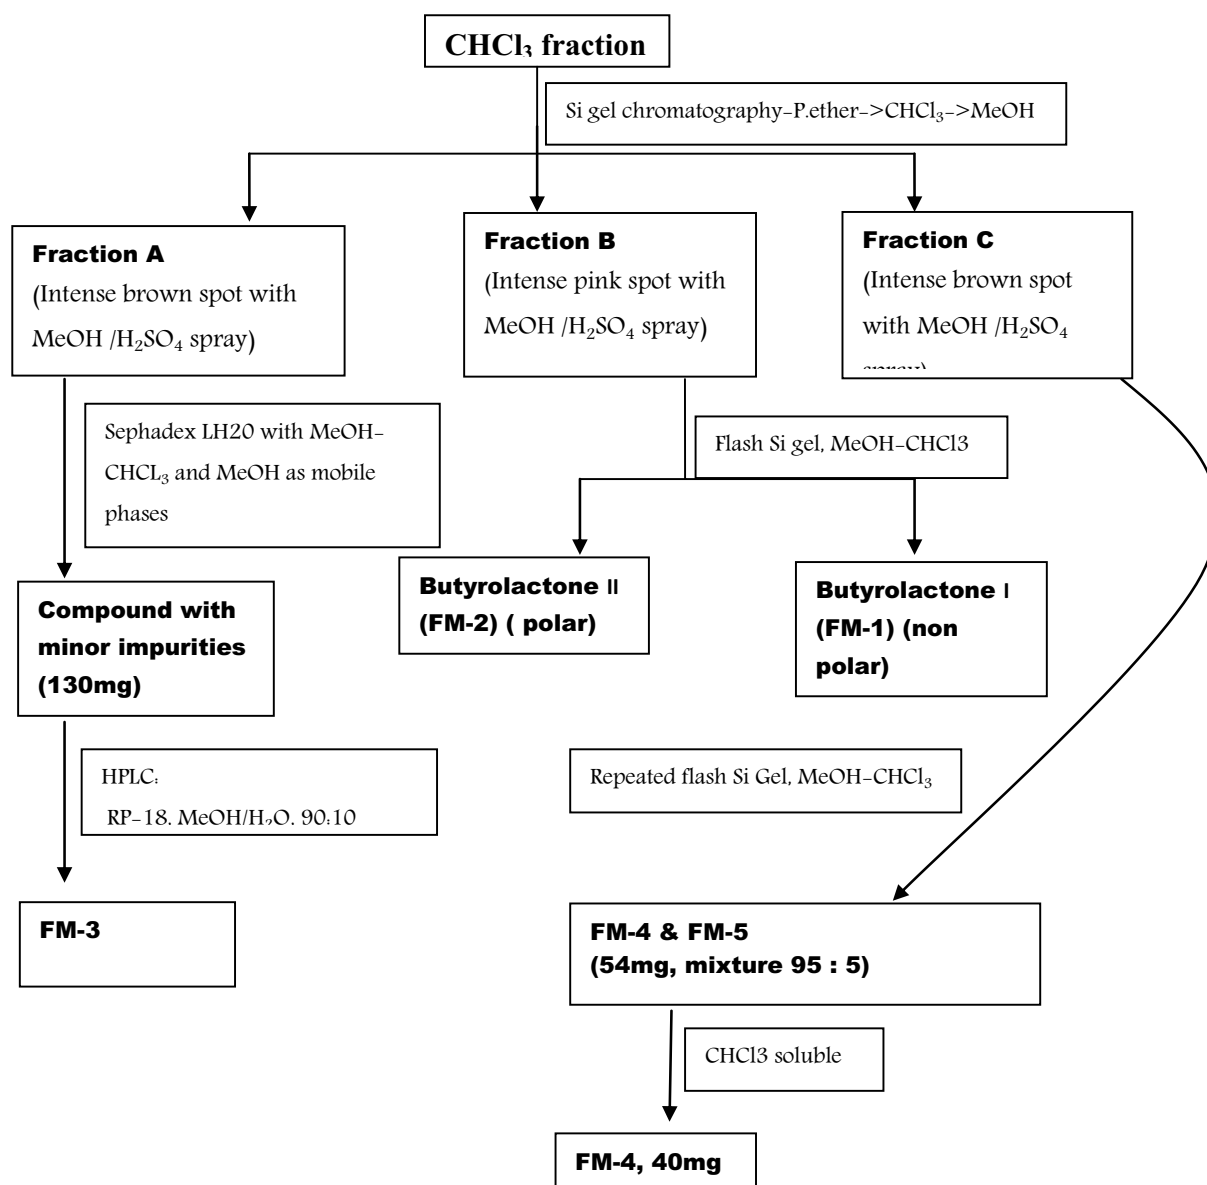 CHCl₃ fraction
Si gel chromatography-P.ether->CHCl₃->MeOH
Fraction A
(Intense brown spot with
MeOH /H₂SO₄ spray)
Fraction B
(Intense pink spot with
MeOH /H₂SO₄ spray)
Fraction C
(Intense brown spot
with MeOH /H₂SO₄
spray)
Sephadex LH20 with MeOH-
CHCL₃ and MeOH as mobile
phases
Flash Si gel, MeOH-CHCl3
Butyrolactone II
(FM-2) ( polar)
Butyrolactone I
(FM-1) (non
polar)
Compound with
minor impurities
(130mg)
HPLC:
RP-18. MeOH/H₂O. 90:10
Repeated flash Si Gel, MeOH-CHCl₃
FM-3
FM-4 & FM-5
(54mg, mixture 95 : 5)
CHCl3 soluble
FM-4, 40mg